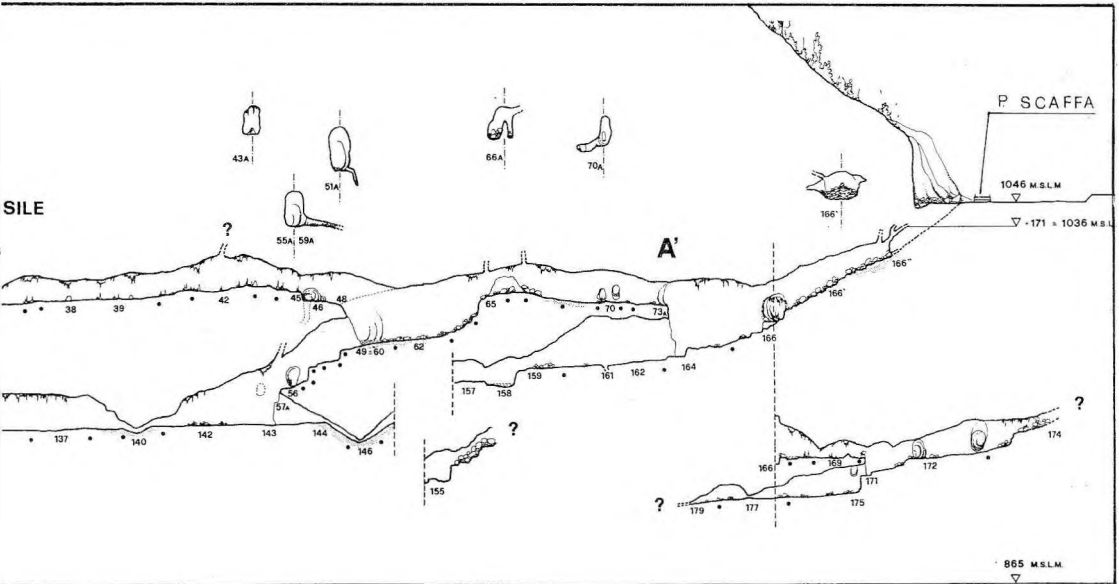 P. SCAFFA
43A
66A
70A
51A
166'
1046 M.S.L.M
SILE
55A 59A
+171 = 1036 M.S.L
?
A'
166''
38 39 42 45 46 48 65 70 73A 166'
49=60 62 166
56 157 158 159 161 162 164
57A
137 140 142 143 144 146
? ?
155 166 169 171 172 174
? 179 177 175
865 M.S.L.M.